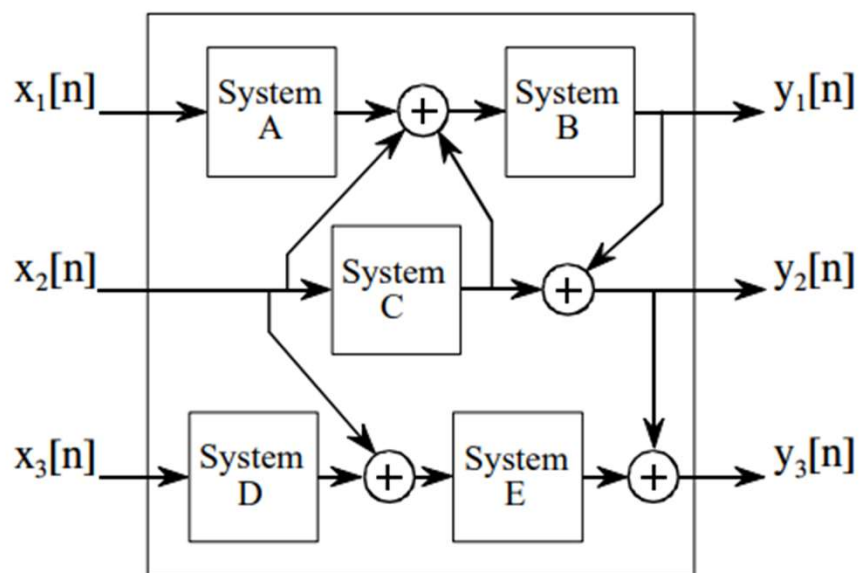 x₁[n]
System
A
+
System
B
y₁[n]
x₂[n]
System
C
+
y₂[n]
x₃[n]
System
D
+
System
E
+
y₃[n]